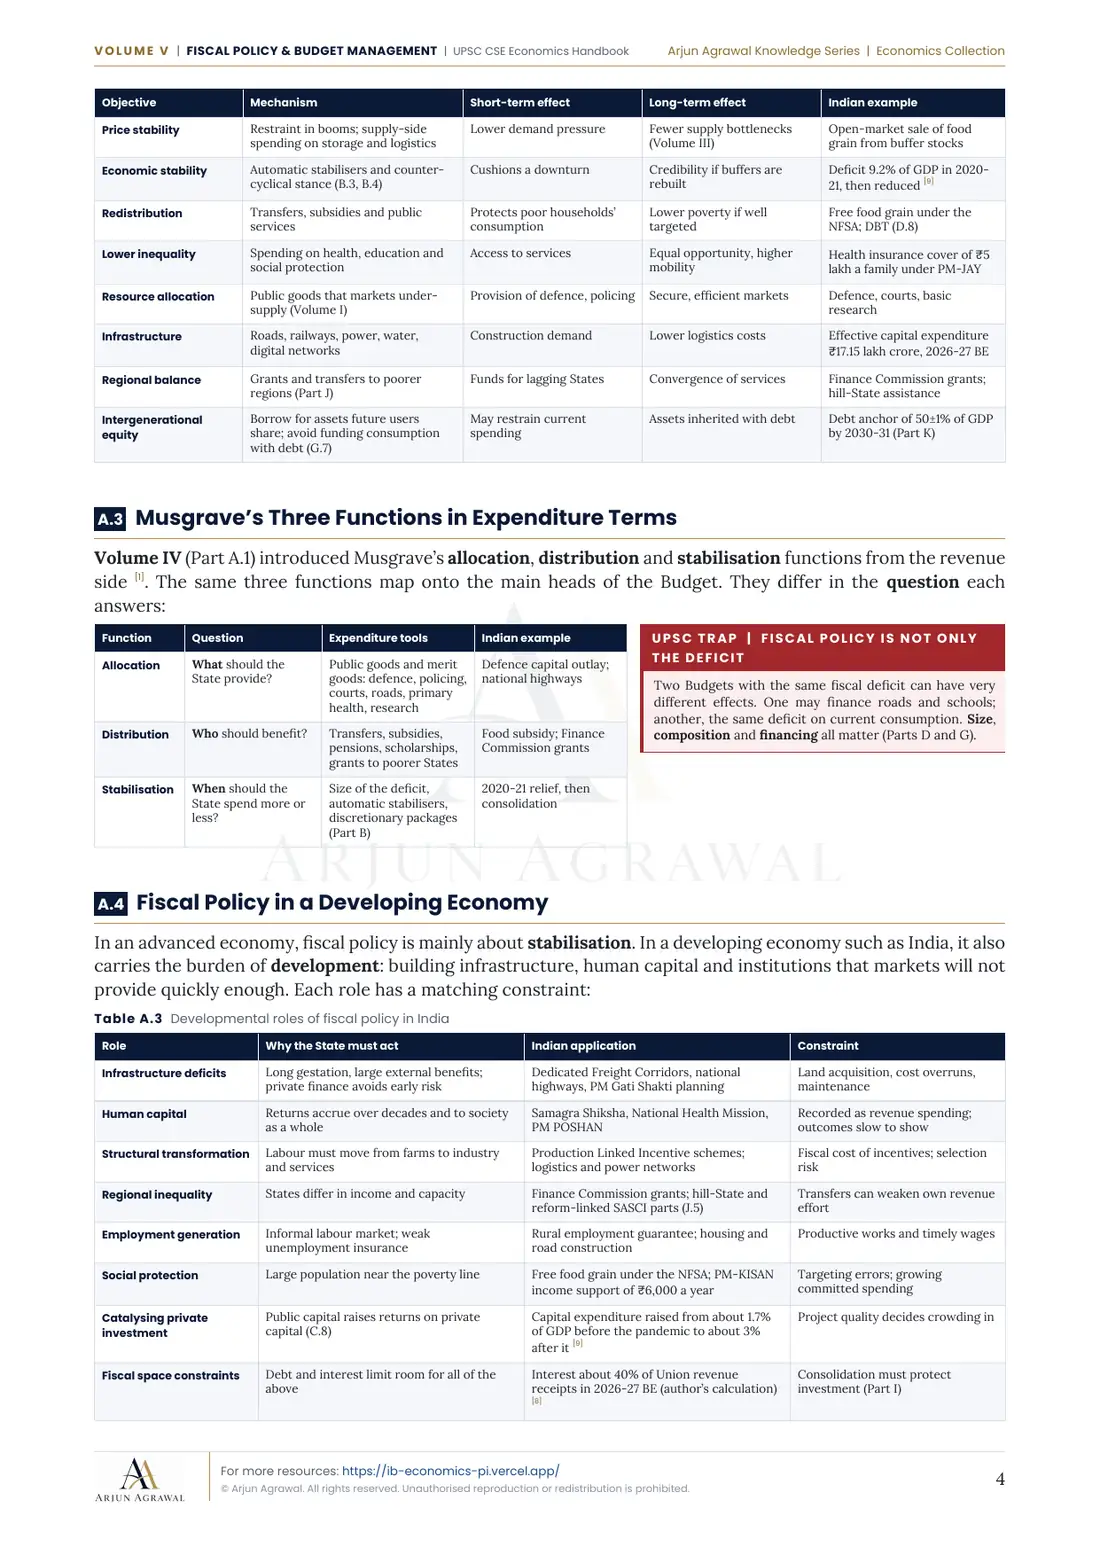 VOLUME V | FISCAL POLICY & BUDGET MANAGEMENT | UPSC CSE Economics Handbook
Arjun Agrawal Knowledge Series | Economics Collection
Objective
Mechanism
Short-term effect
Long-term effect
Indian example
Price stability
Restraint in booms; supply-side
spending on storage and logistics
Lower demand pressure
Fewer supply bottlenecks
(Volume III)
Open-market sale of food
grain from buffer stocks
Economic stability
Automatic stabilisers and counter-
cyclical stance (B.3, B.4)
Cushions a downturn
Credibility if buffers are
rebuilt
Deficit 9.2% of GDP in 2020-
21, then reduced [9]
Redistribution
Transfers, subsidies and public
services
Protects poor households'
consumption
Lower poverty if well
targeted
Free food grain under the
NFSA; DBT (D.8)
Lower inequality
Spending on health, education and
social protection
Access to services
Equal opportunity, higher
mobility
Health insurance cover of ₹5
lakh a family under PM-JAY
Resource allocation
Public goods that markets under-
supply (Volume I)
Provision of defence, policing
Secure, efficient markets
Defence, courts, basic
research
Infrastructure
Roads, railways, power, water,
digital networks
Construction demand
Lower logistics costs
Effective capital expenditure
₹17.15 lakh crore, 2026-27 BE
Regional balance
Grants and transfers to poorer
regions (Part J)
Funds for lagging States
Convergence of services
Finance Commission grants;
hill-State assistance
Intergenerational
equity
Borrow for assets future users
share; avoid funding consumption
with debt (G.7)
May restrain current
spending
Assets inherited with debt
Debt anchor of 50±1% of GDP
by 2030-31 (Part K)
A.3 Musgrave's Three Functions in Expenditure Terms
Volume IV (Part A.1) introduced Musgrave's allocation, distribution and stabilisation functions from the revenue
side [1]. The same three functions map onto the main heads of the Budget. They differ in the question each
answers:
Function
Question
Expenditure tools
Indian example
Allocation
What should the
State provide?
Public goods and merit
goods: defence, policing,
courts, roads, primary
health, research
Defence capital outlay;
national highways
Distribution
Who should benefit?
Transfers, subsidies,
pensions, scholarships,
grants to poorer States
Food subsidy; Finance
Commission grants
Stabilisation
When should the
State spend more or
less?
Size of the deficit,
automatic stabilisers,
discretionary packages
(Part B)
2020-21 relief, then
consolidation
UPSC TRAP | FISCAL POLICY IS NOT ONLY
THE DEFICIT
Two Budgets with the same fiscal deficit can have very
different effects. One may finance roads and schools;
another, the same deficit on current consumption. Size,
composition and financing all matter (Parts D and G).
ARJUN AGRAWAL
A.4 Fiscal Policy in a Developing Economy
In an advanced economy, fiscal policy is mainly about stabilisation. In a developing economy such as India, it also
carries the burden of development: building infrastructure, human capital and institutions that markets will not
provide quickly enough. Each role has a matching constraint:
Table A.3 Developmental roles of fiscal policy in India
Role
Why the State must act
Indian application
Constraint
Infrastructure deficits
Long gestation, large external benefits;
private finance avoids early risk
Dedicated Freight Corridors, national
highways, PM Gati Shakti planning
Land acquisition, cost overruns,
maintenance
Human capital
Returns accrue over decades and to society
as a whole
Samagra Shiksha, National Health Mission,
PM POSHAN
Recorded as revenue spending;
outcomes slow to show
Structural transformation
Labour must move from farms to industry
and services
Production Linked Incentive schemes;
logistics and power networks
Fiscal cost of incentives; selection
risk
Regional inequality
States differ in income and capacity
Finance Commission grants; hill-State and
reform-linked SASCI parts (J.5)
Transfers can weaken own revenue
effort
Employment generation
Informal labour market; weak
unemployment insurance
Rural employment guarantee; housing and
road construction
Productive works and timely wages
Social protection
Large population near the poverty line
Free food grain under the NFSA; PM-KISAN
income support of ₹6,000 a year
Targeting errors; growing
committed spending
Catalysing private
investment
Public capital raises returns on private
capital (C.8)
Capital expenditure raised from about 1.7%
of GDP before the pandemic to about 3%
after it [9]
Project quality decides crowding in
Fiscal space constraints
Debt and interest limit room for all of the
above
Interest about 40% of Union revenue
receipts in 2026-27 BE (author's calculation)
[8]
Consolidation must protect
investment (Part I)
ARJUN AGRAWAL
For more resources: https://ib-economics-pi.vercel.app/
© Arjun Agrawal. All rights reserved. Unauthorised reproduction or redistribution is prohibited.
4